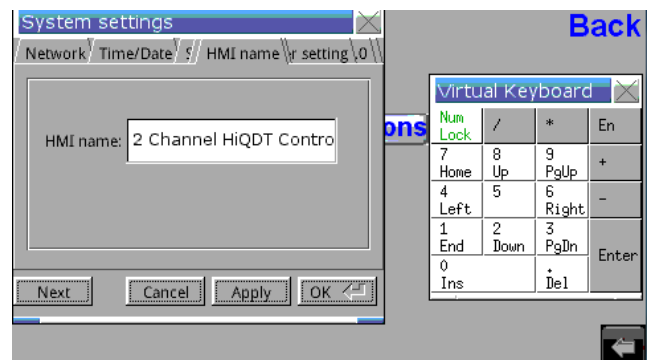 System settings
Back
Network Time/Date HMI name r setting
HMI name: 2 Channel HiQDT Contro
ons
Next Cancel Apply OK
Virtual Keyboard
Num Lock / * En
7 Home 8 Up 9 PgUp +
4 Left 5 6 Right -
1 End 2 Down 3 PgDn Enter
0 Ins . Del